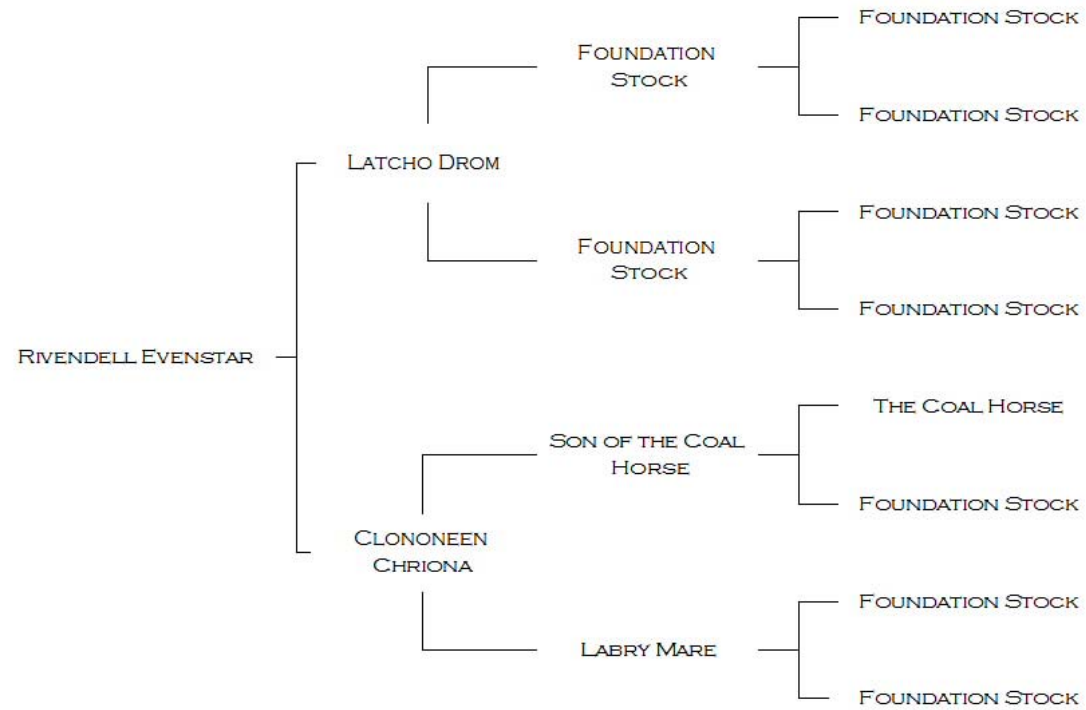 Foundation Stock
Foundation
Stock
Foundation Stock
Latcho Drom
Foundation Stock
Foundation
Stock
Foundation Stock
Rivendell Evenstar
The Coal Horse
Son of the Coal
Horse
Foundation Stock
Clononeen
Chriona
Foundation Stock
Labry Mare
Foundation Stock